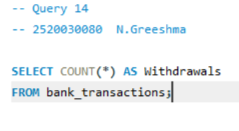 -- Query 14
-- 2520030080  N.Greeshma
SELECT COUNT(*) AS Withdrawals
FROM bank_transactions;